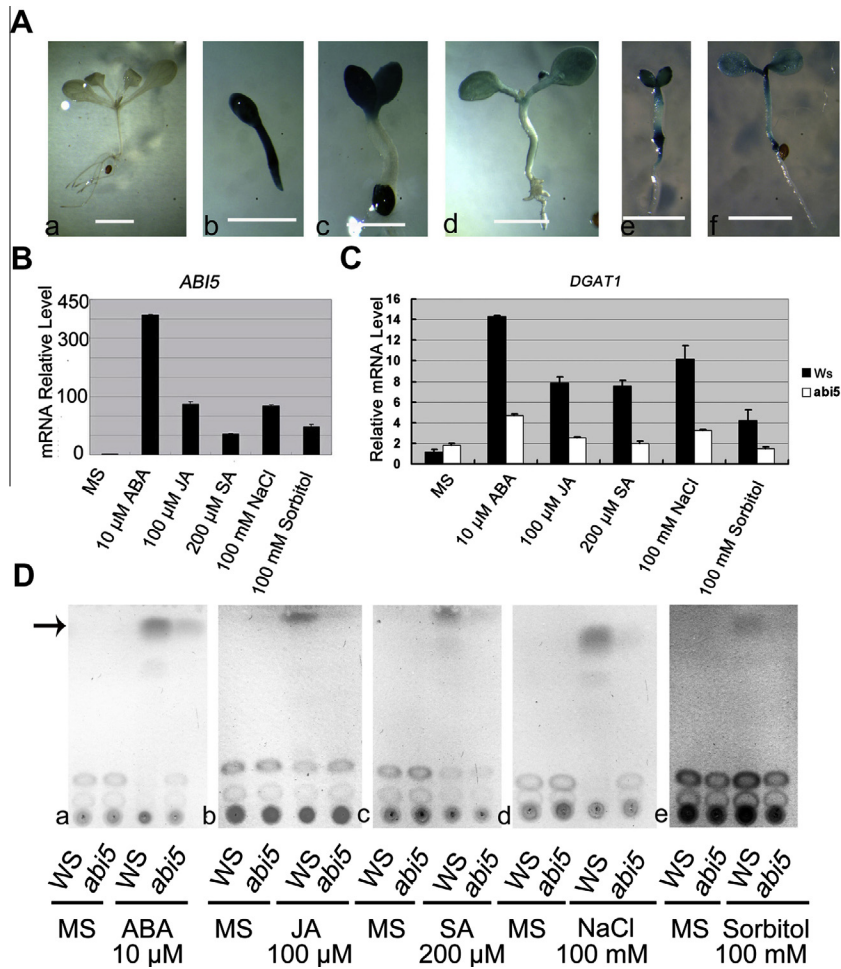 A
a b c d e f
B
ABI5
mRNA Relative Level
450
300
100
0
MS
10 µM ABA
100 µM JA
200 µM SA
100 mM NaCl
100 mM Sorbitol
C
DGAT1
Relative mRNA Level
16
14
12
10
8
6
4
2
0
MS
10 µM ABA
100 µM JA
200 µM SA
100 mM NaCl
100 mM Sorbitol
Ws
abi5
D
a b c d e
WS abi5 WS abi5 WS abi5 WS abi5 WS abi5 WS abi5 WS abi5 WS abi5 WS abi5 WS abi5
MS ABA MS JA MS SA MS NaCl MS Sorbitol
10 µM 100 µM 200 µM 100 mM 100 mM